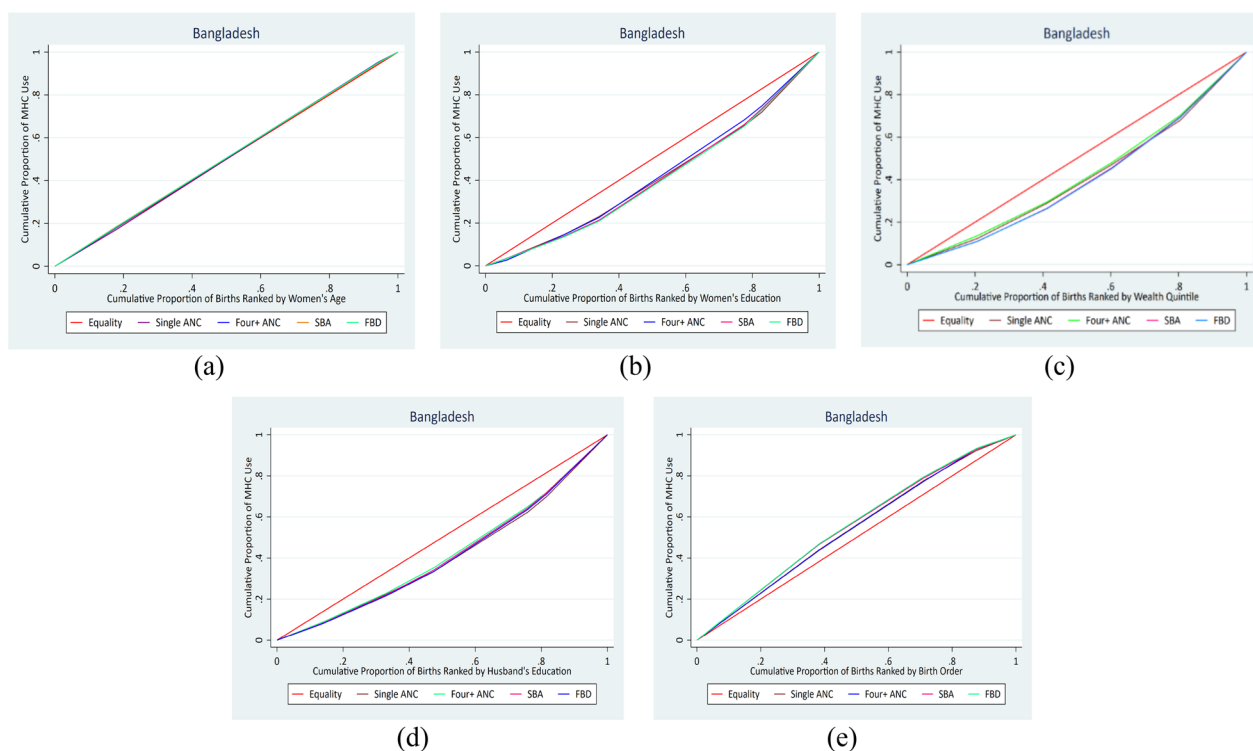 Bangladesh
Cumulative Proportion of MHC Use
0 .2 .4 .6 .8 1
0 .2 .4 .6 .8 1
Cumulative Proportion of Births Ranked by Women's Age
Equality Single ANC Four+ ANC SBA FBD
(a)
Bangladesh
Cumulative Proportion of MHC Use
0 .2 .4 .6 .8 1
0 .2 .4 .6 .8 1
Cumulative Proportion of Births Ranked by Women's Education
Equality Single ANC Four+ ANC SBA FBD
(b)
Bangladesh
Cumulative Proportion of MHC Use
0 .2 .4 .6 .8 1
0 .2 .4 .6 .8 1
Cumulative Proportion of Births Ranked by Wealth Quintile
Equality Single ANC Four+ ANC SBA FBD
(c)
Bangladesh
Cumulative Proportion of MHC Use
0 .2 .4 .6 .8 1
0 .2 .4 .6 .8 1
Cumulative Proportion of Births Ranked by Husband's Education
Equality Single ANC Four+ ANC SBA FBD
(d)
Bangladesh
Cumulative Proportion of MHC Use
0 .2 .4 .6 .8 1
0 .2 .4 .6 .8 1
Cumulative Proportion of Births Ranked by Birth Order
Equality Single ANC Four+ ANC SBA FBD
(e)